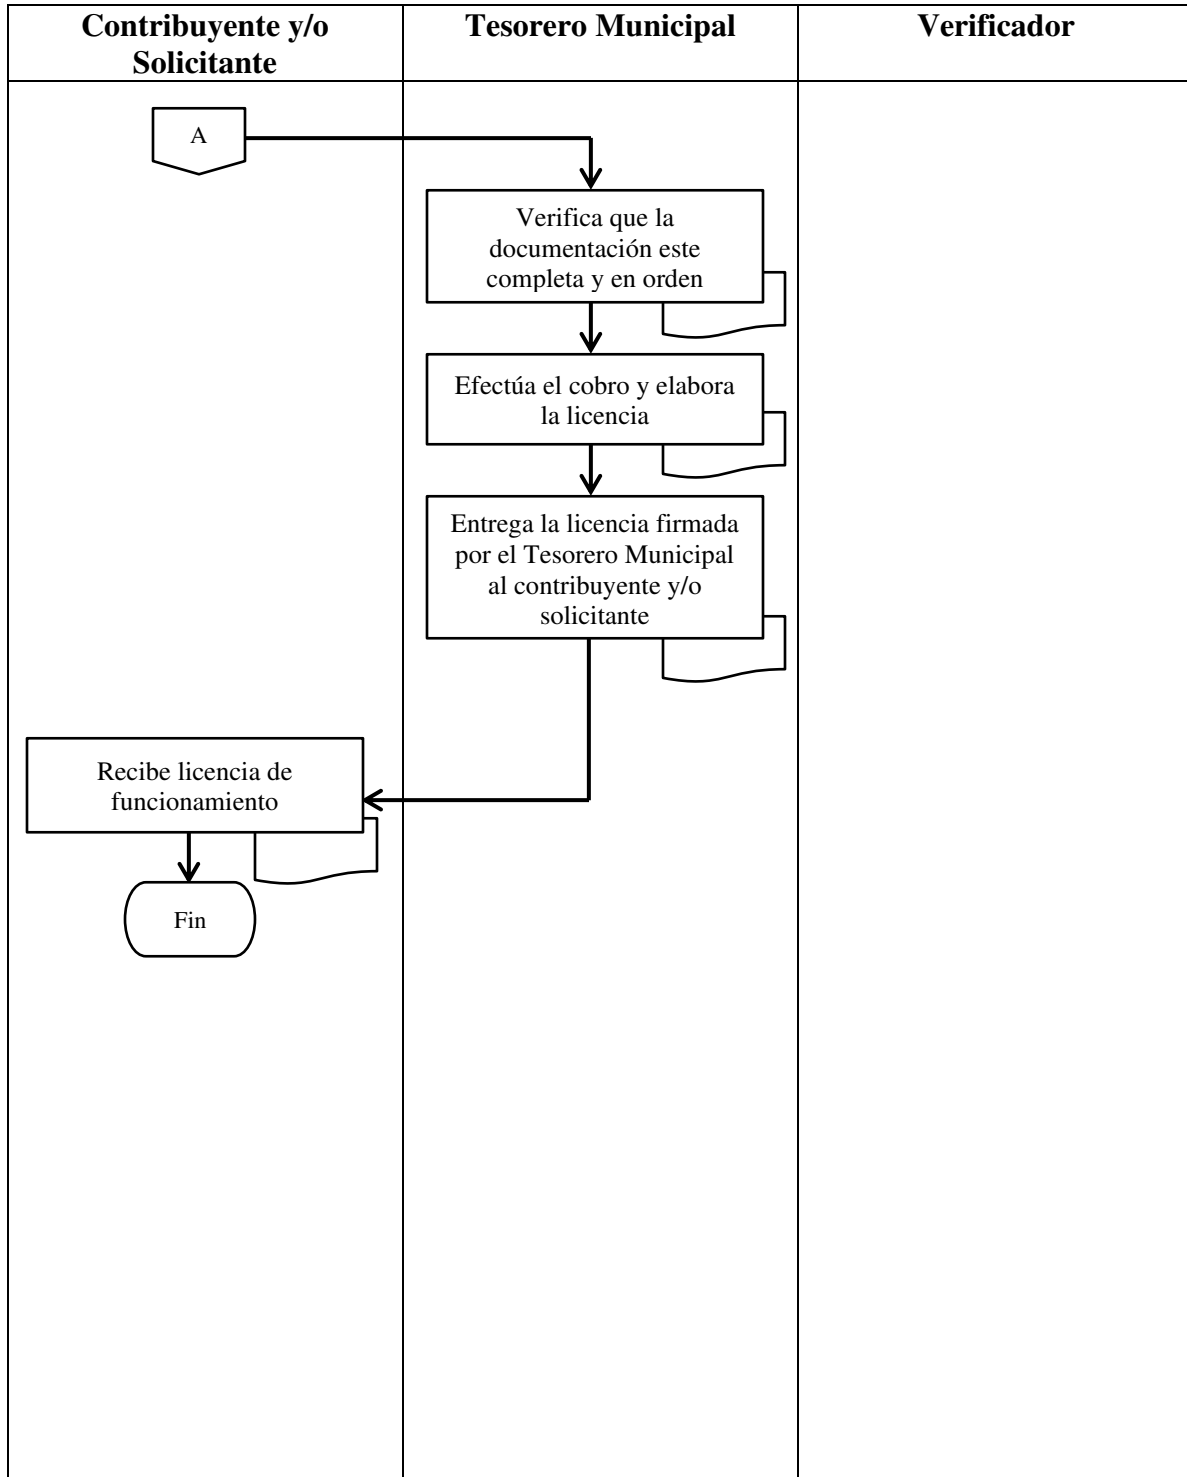 Contribuyente y/o
Solicitante
Tesorero Municipal
Verificador
A
Verifica que la
documentación este
completa y en orden
Efectúa el cobro y elabora
la licencia
Entrega la licencia firmada
por el Tesorero Municipal
al contribuyente y/o
solicitante
Recibe licencia de
funcionamiento
Fin